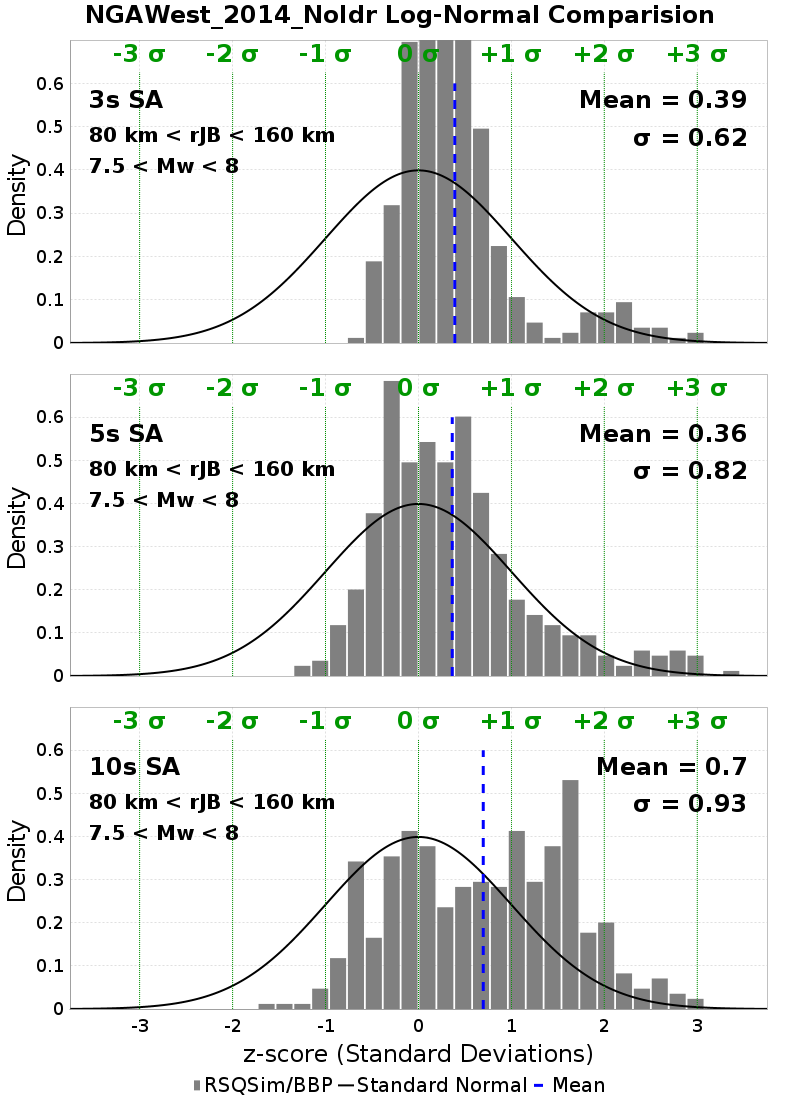 NGAWest_2014_NoIdr Log-Normal Comparision
-3 σ -2 σ -1 σ 0 σ +1 σ +2 σ +3 σ
3s SA
80 km < rJB < 160 km
7.5 < Mw < 8
Mean = 0.39
σ = 0.62
Density
0.6
0.5
0.4
0.3
0.2
0.1
0
-3 σ -2 σ -1 σ 0 σ +1 σ +2 σ +3 σ
5s SA
80 km < rJB < 160 km
7.5 < Mw < 8
Mean = 0.36
σ = 0.82
Density
0.6
0.5
0.4
0.3
0.2
0.1
0
-3 σ -2 σ -1 σ 0 σ +1 σ +2 σ +3 σ
10s SA
80 km < rJB < 160 km
7.5 < Mw < 8
Mean = 0.7
σ = 0.93
Density
0.6
0.5
0.4
0.3
0.2
0.1
0
-3 -2 -1 0 1 2 3
z-score (Standard Deviations)
RSQSim/BBP Standard Normal Mean